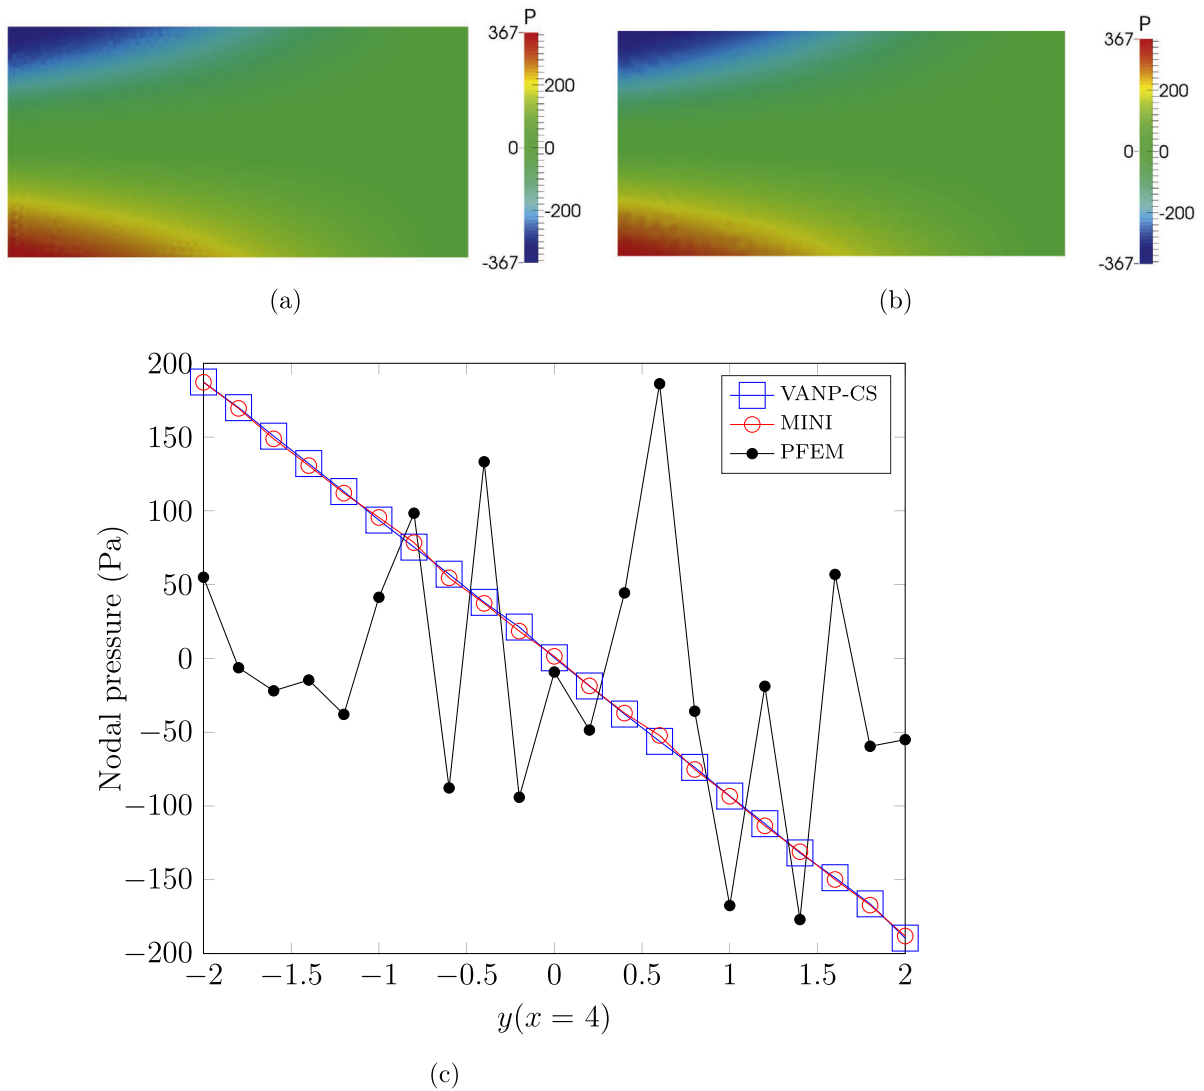 P
367
200
0 0
-200
-367
(a)
P
367
200
0 0
-200
-367
(b)
200
150
100
50
0
−50
−100
−150
−200
Nodal pressure (Pa)
VANP-CS
MINI
PFEM
−2 −1.5 −1 −0.5 0 0.5 1 1.5 2
y(x = 4)
(c)